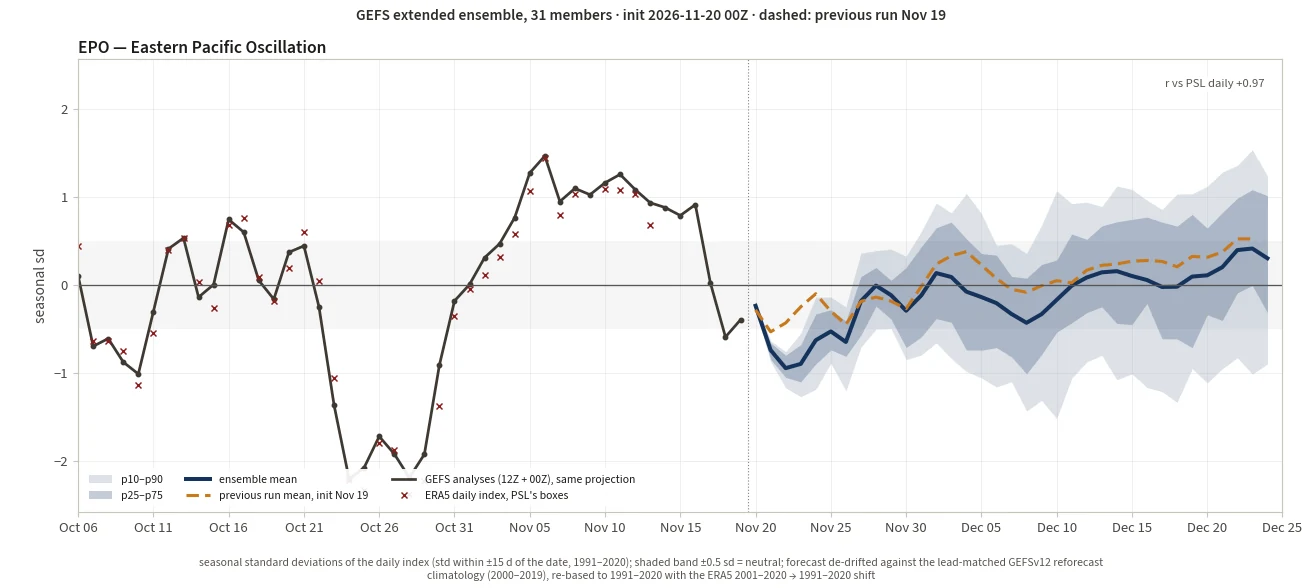 GEFS extended ensemble, 31 members · init 2026-11-20 00Z · dashed: previous run Nov 19
EPO — Eastern Pacific Oscillation
r vs PSL daily +0.97
seasonal sd
2
1
0
−1
−2
p10–p90
ensemble mean
GEFS analyses (12Z + 00Z), same projection
p25–p75
previous run mean, init Nov 19
ERA5 daily index, PSL's boxes
Oct 06 Oct 11 Oct 16 Oct 21 Oct 26 Oct 31 Nov 05 Nov 10 Nov 15 Nov 20 Nov 25 Nov 30 Dec 05 Dec 10 Dec 15 Dec 20 Dec 25
seasonal standard deviations of the daily index (std within ±15 d of the date, 1991–2020); shaded band ±0.5 sd = neutral; forecast de-drifted against the lead-matched GEFSv12 reforecast
climatology (2000–2019), re-based to 1991–2020 with the ERA5 2001–2020 → 1991–2020 shift